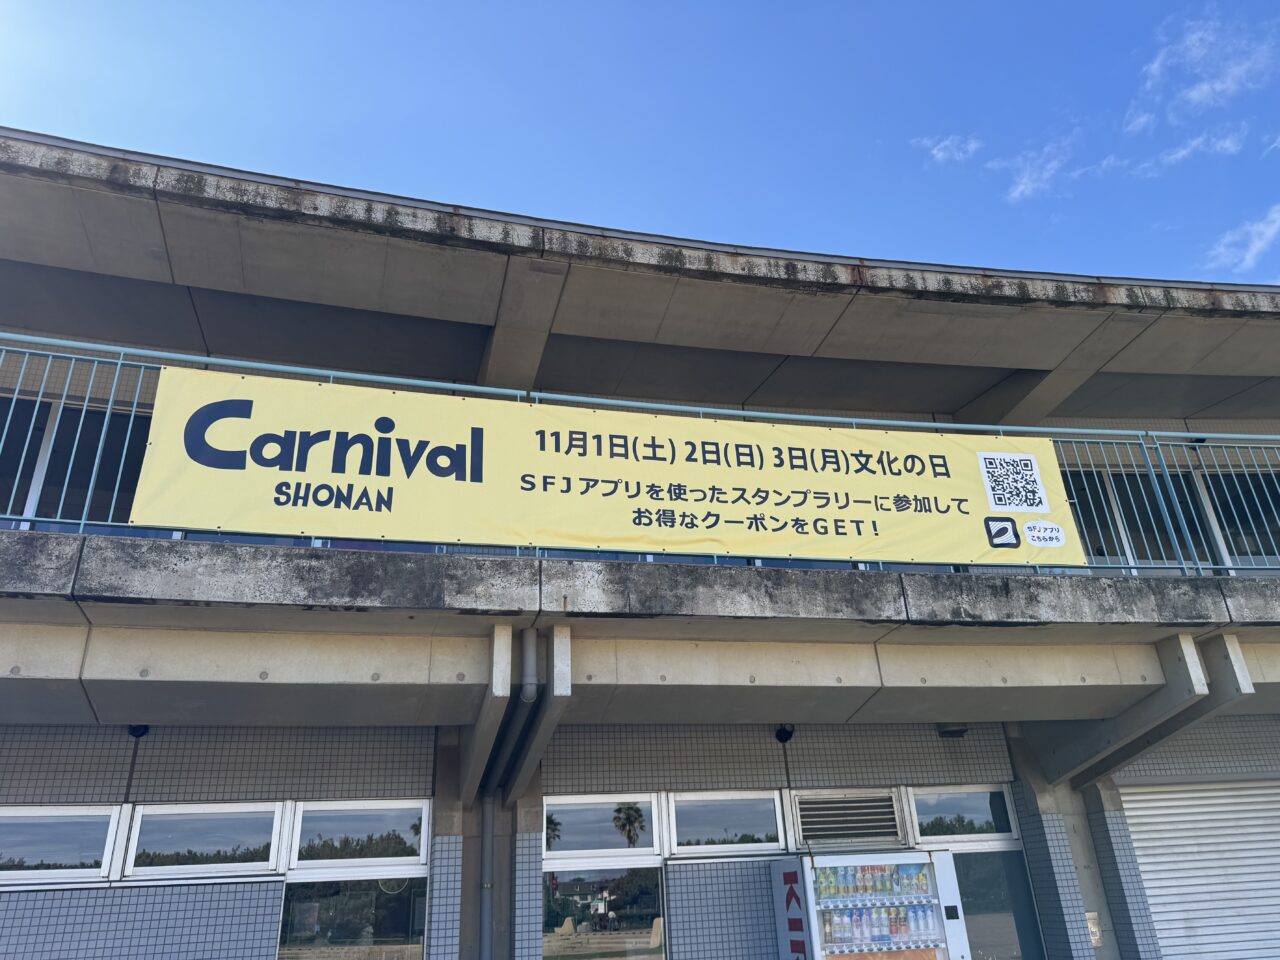 Carnival
SHONAN
11月1日(土) 2日(日) 3日(月)文化の日
SFJアプリを使ったスタンプラリーに参加して
お得なクーポンをGET!
SFJアプリ
こちらから